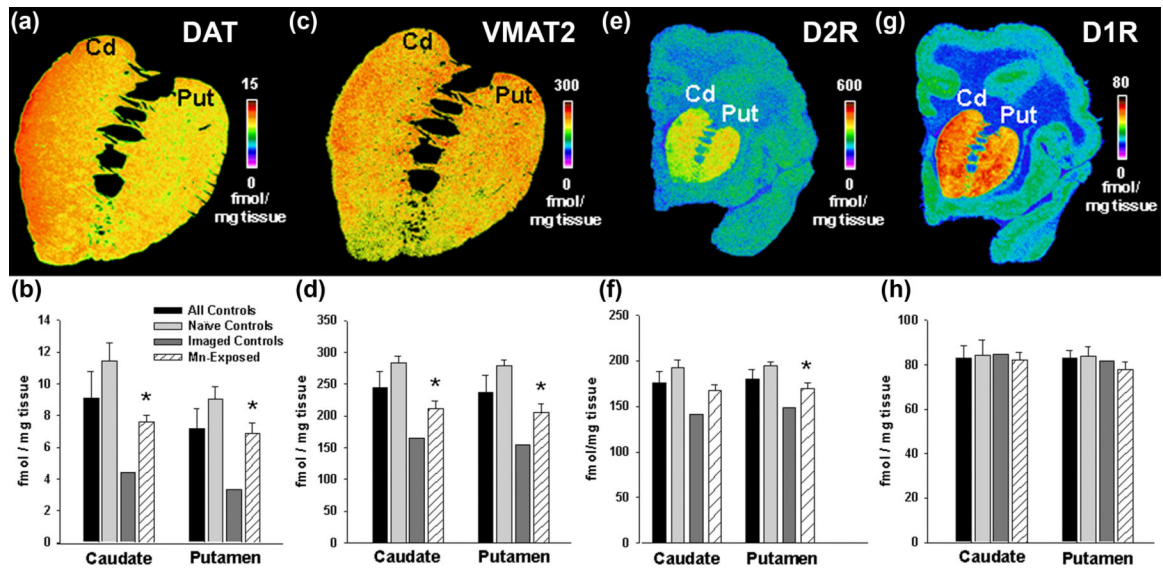 (a) DAT
Cd
Put
15
0
fmol/
mg tissue
(c) VMAT2
Cd
Put
300
0
fmol/
mg tissue
(e) D2R
Cd
Put
600
0
fmol/
mg tissue
(g) D1R
Cd
Put
80
0
fmol/
mg tissue
(b)
fmol / mg tissue
14
12
10
8
6
4
2
0
All Controls
Naïve Controls
Imaged Controls
Mn-Exposed
*
*
Caudate Putamen
(d)
fmol / mg tissue
350
300
250
200
150
100
50
0
*
*
Caudate Putamen
(f)
fmol/mg tissue
250
200
150
100
50
0
*
Caudate Putamen
(h)
fmol / mg tissue
100
80
60
40
20
0
Caudate Putamen